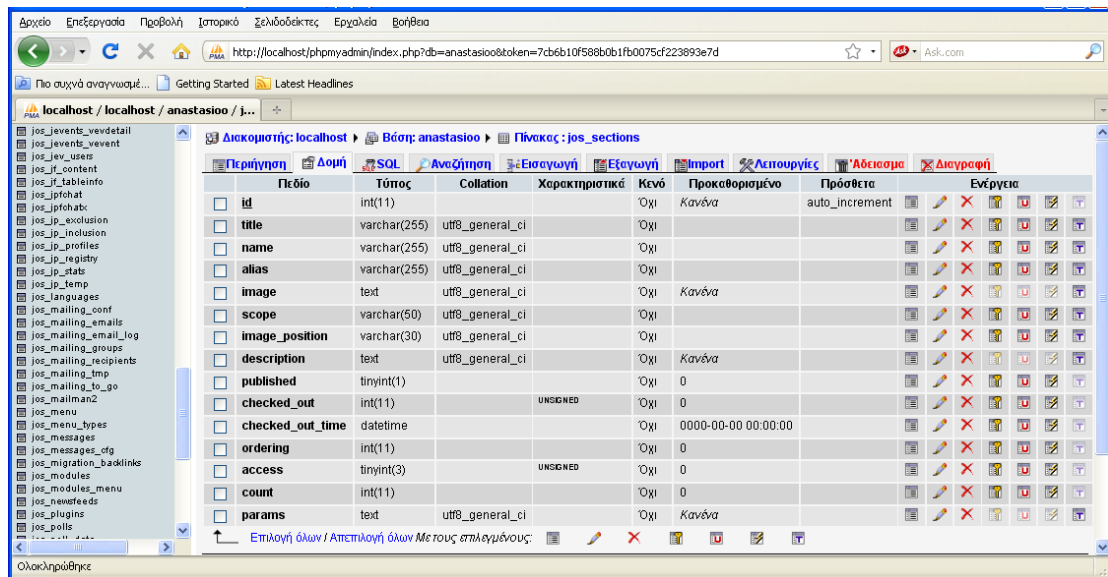 Αρχείο Επεξεργασία Προβολή Ιστορικό Σελιδοδείκτες Εργαλεία Βοήθεια
http://localhost/phpmyadmin/index.php?db=anastasioo&token=7cb6b10f588b0b1fb0075cf223893e7d Ask.com
Πιο συχνά αναγνωσμέ... Getting Started Latest Headlines
localhost / localhost / anastasioo / j...
jos_jevents_vevdetail
jos_jevents_vevent
jos_jev_users
jos_jf_content
jos_jf_tableinfo
jos_jpfchat
jos_jpfchatx
jos_jp_exclusion
jos_jp_inclusion
jos_jp_profiles
jos_jp_registry
jos_jp_stats
jos_jp_temp
jos_languages
jos_mailing_conf
jos_mailing_emails
jos_mailing_email_log
jos_mailing_groups
jos_mailing_recipients
jos_mailing_tmp
jos_mailing_to_go
jos_mailman2
jos_menu
jos_menu_types
jos_messages
jos_messages_cfg
jos_migration_backlinks
jos_modules
jos_modules_menu
jos_newsfeeds
jos_plugins
jos_polls
Διακομιστής: localhost Βάση: anastasioo Πίνακας : jos_sections
Περιήγηση Δομή SQL Αναζήτηση Εισαγωγή Εξαγωγή Import Λειτουργίες 'Αδειασμα Διαγραφή
Πεδίο Τύπος Collation Χαρακτηριστικά Κενό Προκαθορισμένο Πρόσθετα Ενέργεια
id int(11) Όχι Κανένα auto_increment
title varchar(255) utf8_general_ci Όχι
name varchar(255) utf8_general_ci Όχι
alias varchar(255) utf8_general_ci Όχι
image text utf8_general_ci Όχι Κανένα
scope varchar(50) utf8_general_ci Όχι
image_position varchar(30) utf8_general_ci Όχι
description text utf8_general_ci Όχι Κανένα
published tinyint(1) Όχι 0
checked_out int(11) UNSIGNED Όχι 0
checked_out_time datetime Όχι 0000-00-00 00:00:00
ordering int(11) Όχι 0
access tinyint(3) UNSIGNED Όχι 0
count int(11) Όχι 0
params text utf8_general_ci Όχι Κανένα
Επιλογή όλων / Απεπιλογή όλων Με τους επιλεγμένους:
Ολοκληρώθηκε